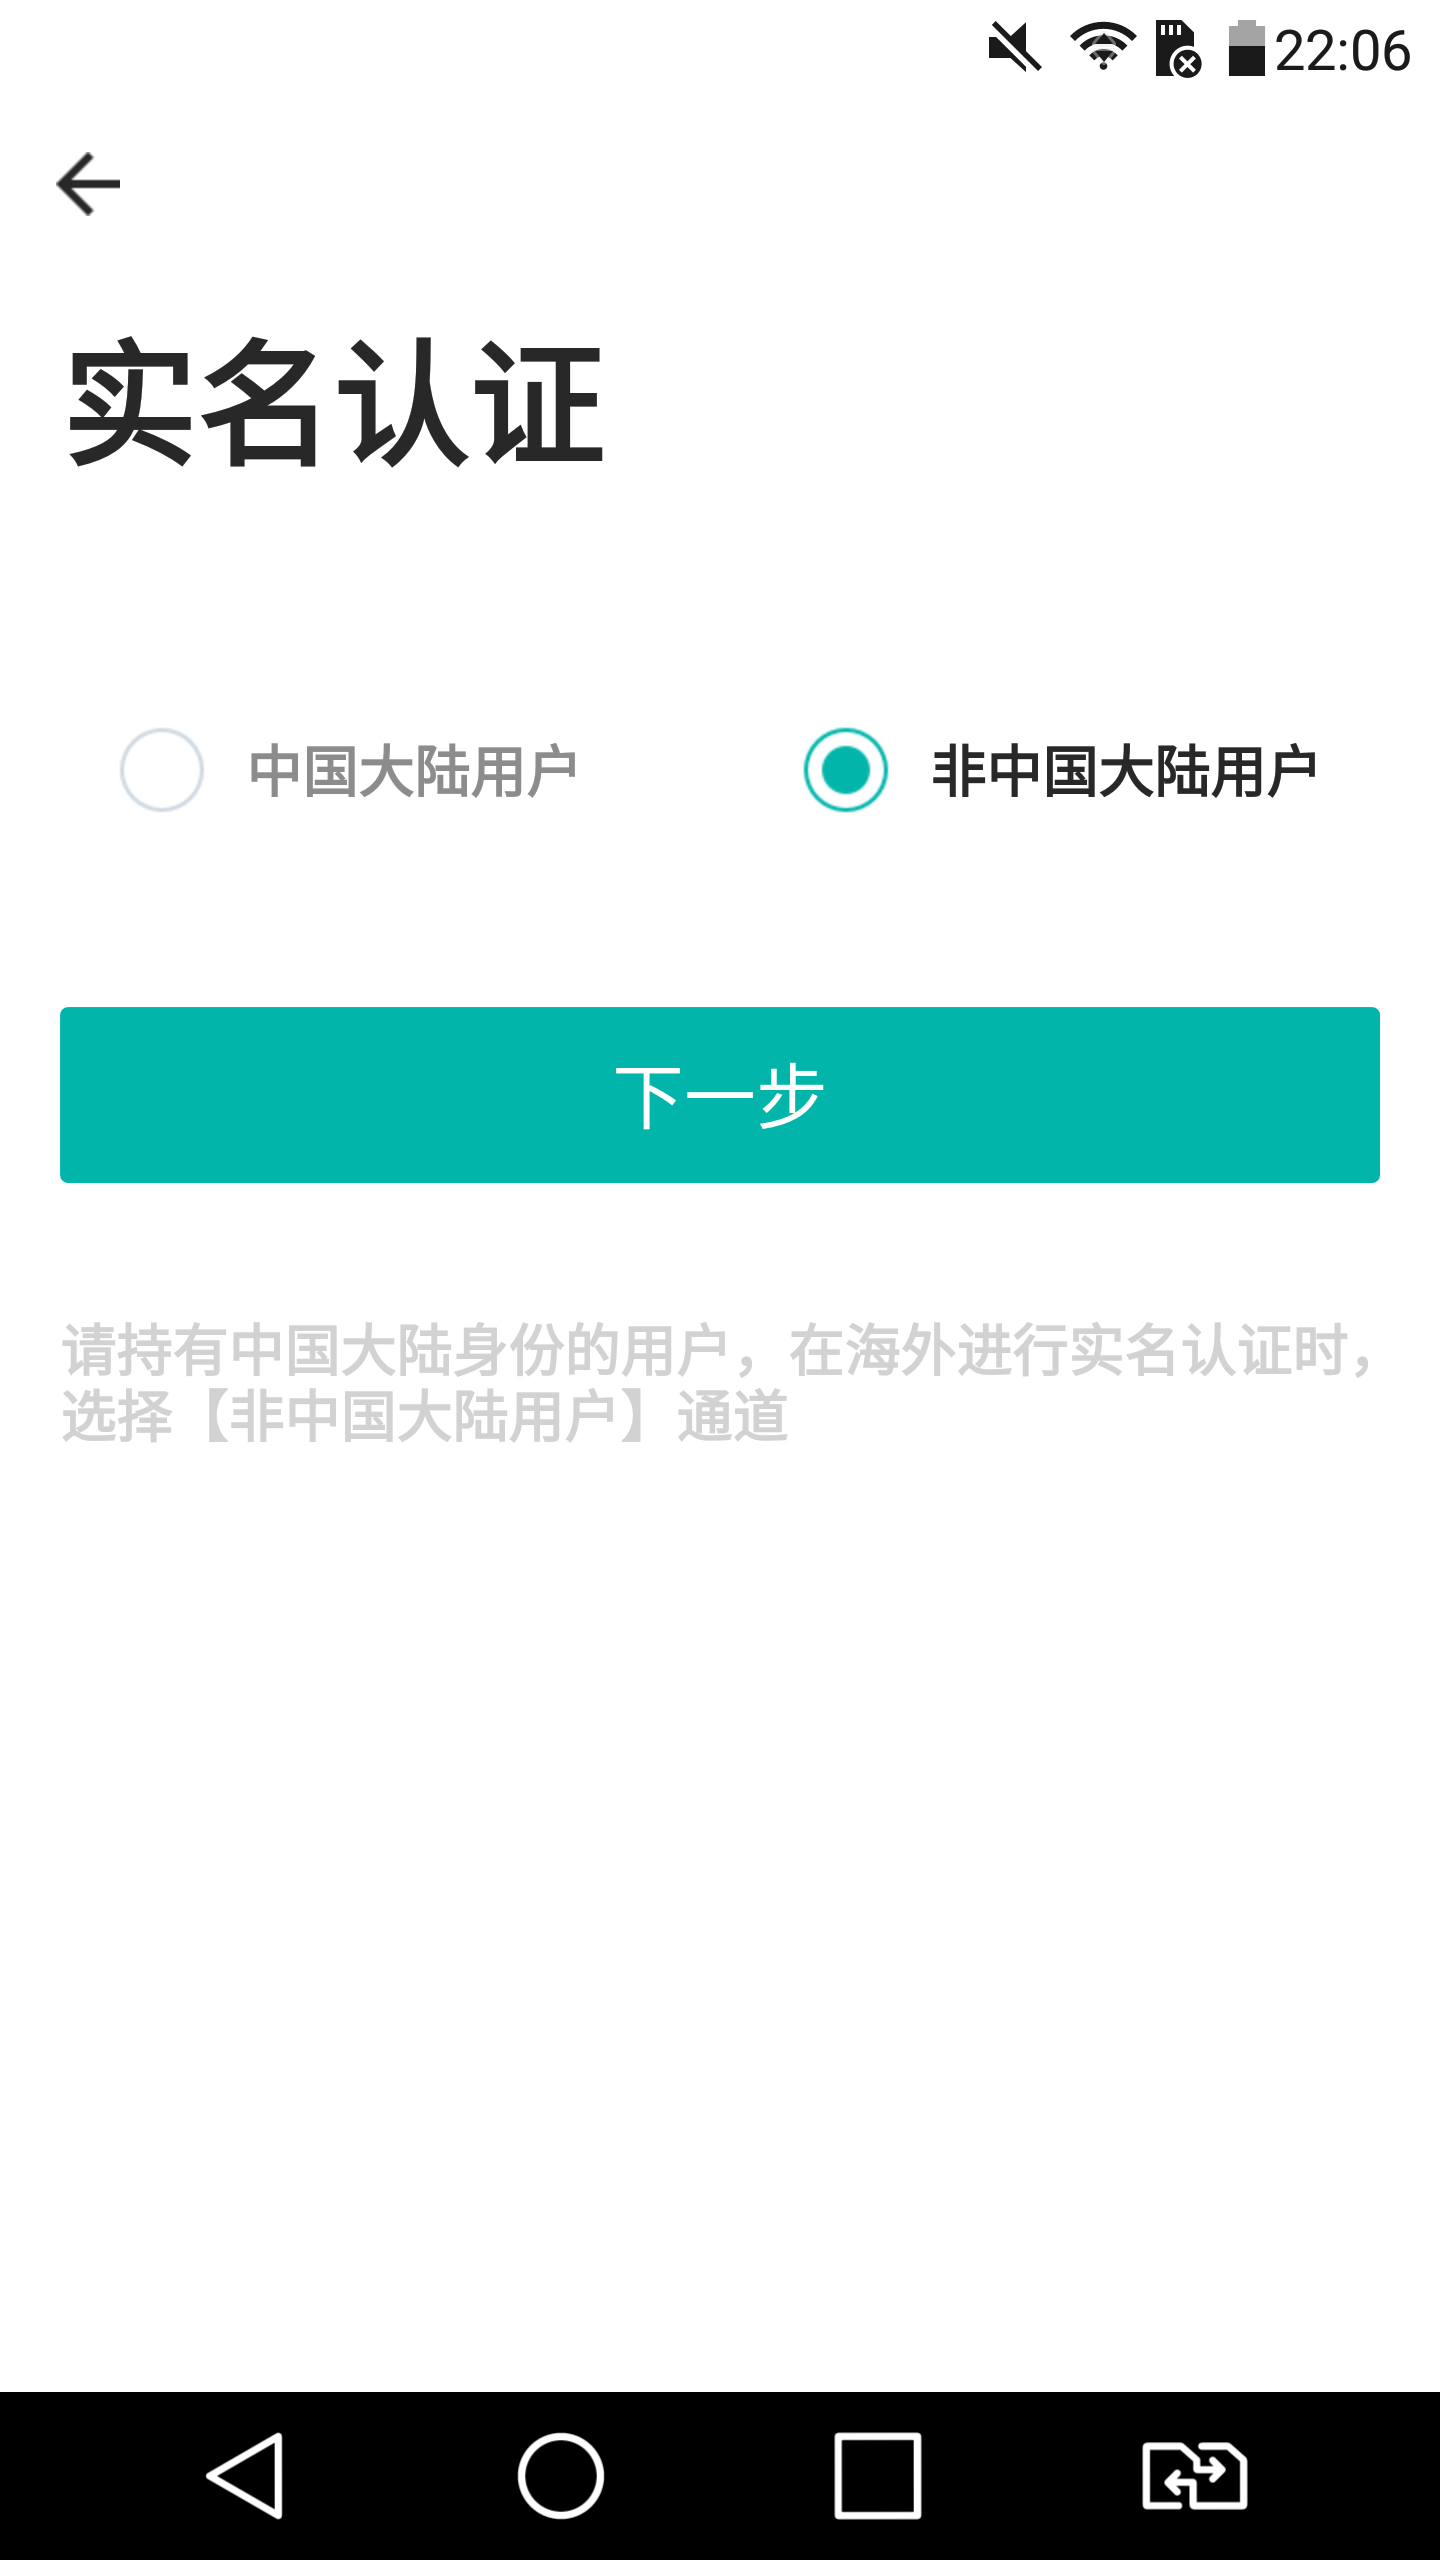 22:06
实名认证
中国大陆用户
非中国大陆用户
下一步
请持有中国大陆身份的用户，在海外进行实名认证时，
选择【非中国大陆用户】通道